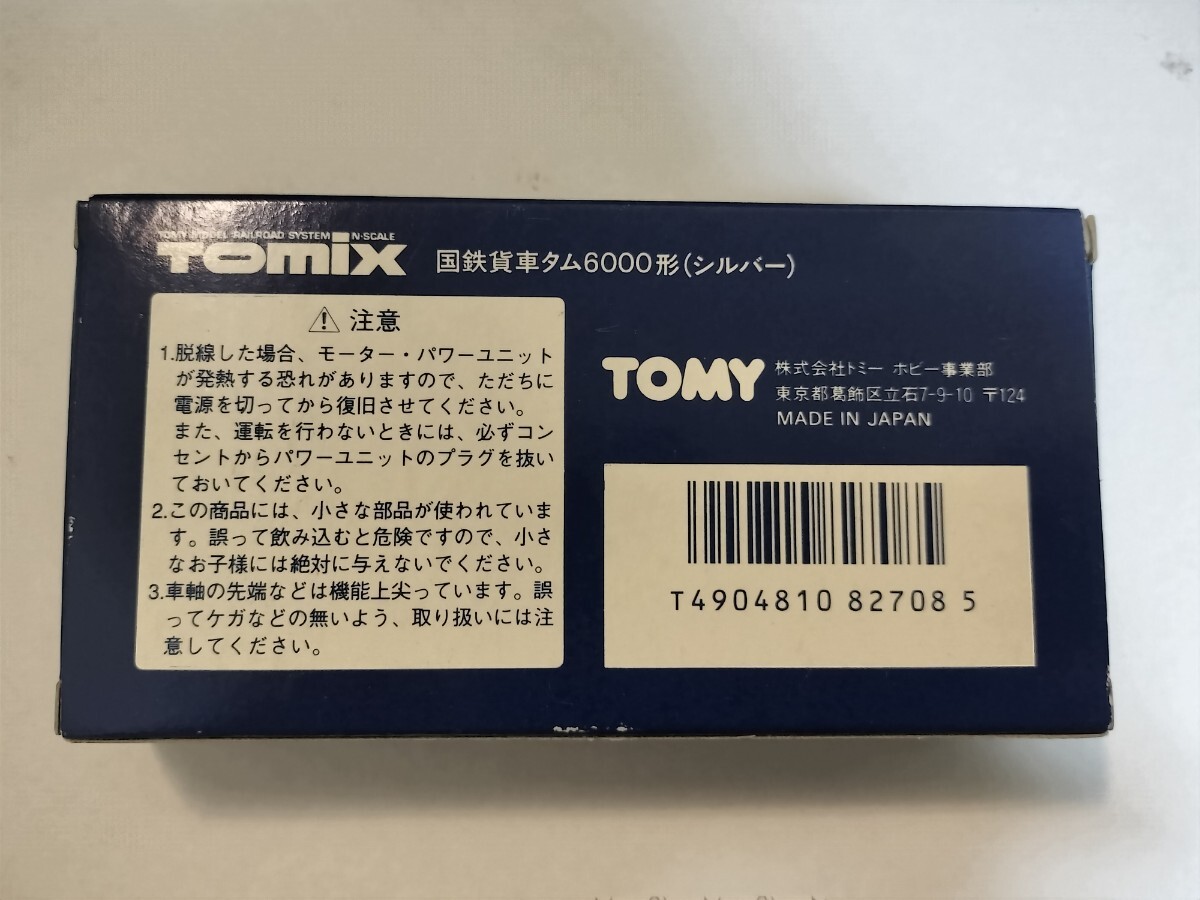 TOMY MODEL RAILROAD SYSTEM N·SCALE
TOMIX
国鉄貨車タム6000形(シルバー)
⚠ 注意
1.脱線した場合、モーター・パワーユニット
が発熱する恐れがありますので、ただちに
電源を切ってから復旧させてください。
また、運転を行わないときには、必ずコン
セントからパワーユニットのプラグを抜い
ておいてください。
2.この商品には、小さな部品が使われていま
す。誤って飲み込むと危険ですので、小さ
なお子様には絶対に与えないでください。
3.車軸の先端などは機能上尖っています。誤
ってケガなどの無いよう、取り扱いには注
意してください。
TOMY
株式会社トミー ホビー事業部
東京都葛飾区立石7-9-10 〒124
MADE IN JAPAN
T4904810 82708 5